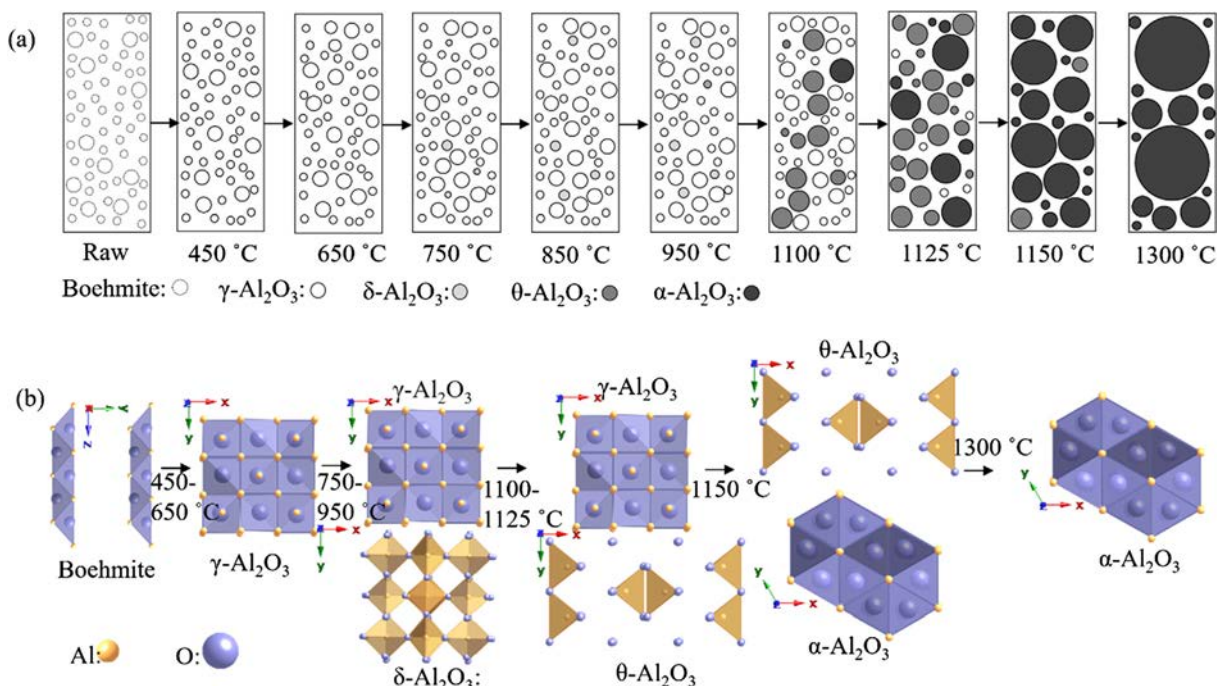 (a)
Raw 450 ˚C 650 ˚C 750 ˚C 850 ˚C 950 ˚C 1100 ˚C 1125 ˚C 1150 ˚C 1300 ˚C
Boehmite: γ-Al₂O₃: δ-Al₂O₃: θ-Al₂O₃: α-Al₂O₃:
(b)
z y
Boehmite
450-
650 ˚C
x
y
γ-Al₂O₃
750-
950 ˚C
γ-Al₂O₃
x
y
x
y
δ-Al₂O₃:
1100-
1125 ˚C
γ-Al₂O₃
x
y
x
y
θ-Al₂O₃
1150 ˚C
θ-Al₂O₃
x
y
y
x
α-Al₂O₃
1300 ˚C
y
x
α-Al₂O₃
Al: O: